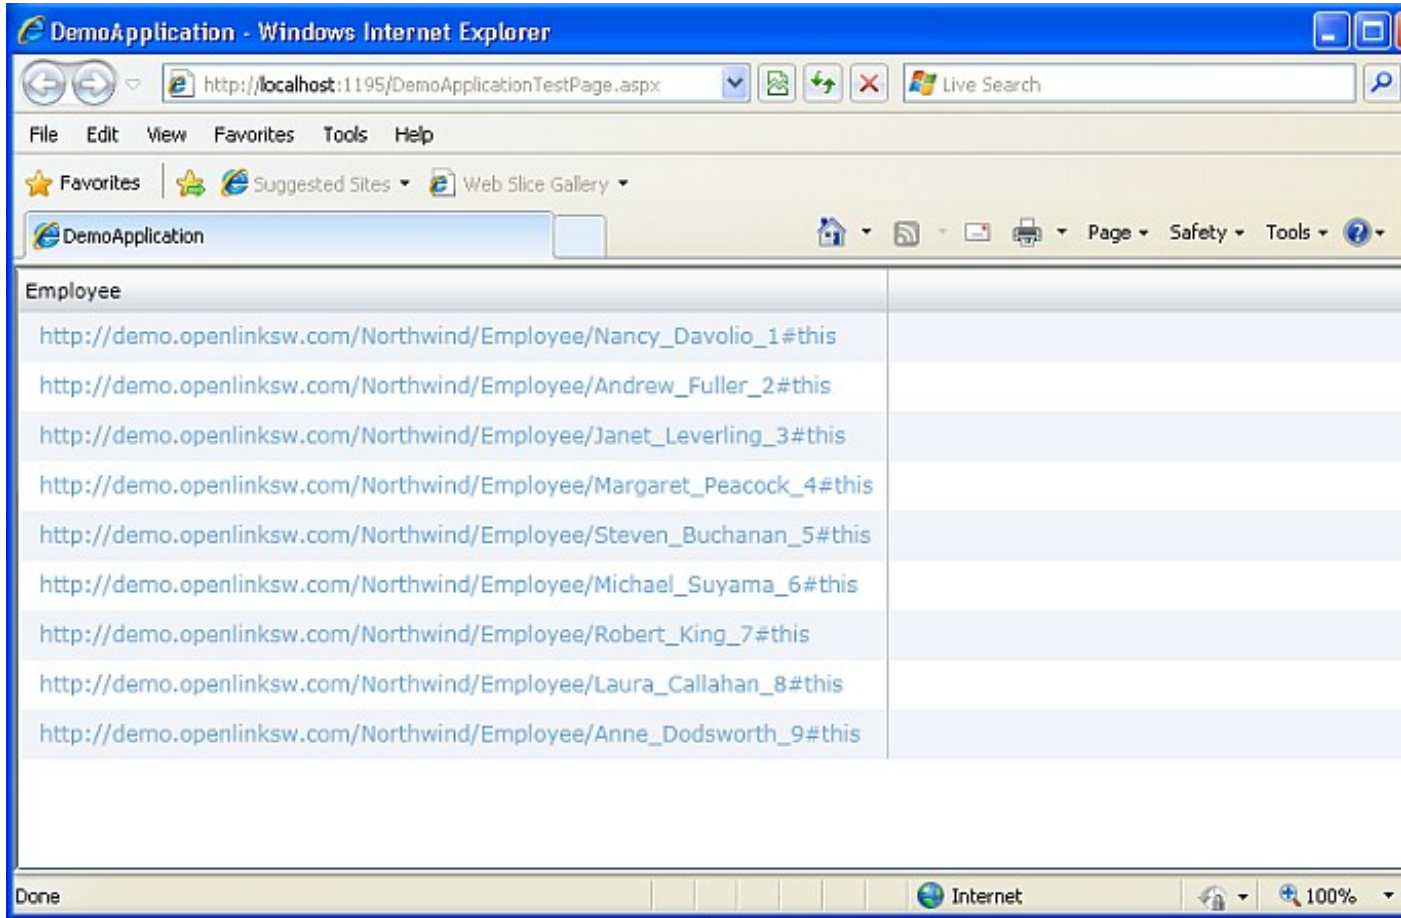 DemoApplication - Windows Internet Explorer
http://localhost:1195/DemoApplicationTestPage.aspx Live Search
File Edit View Favorites Tools Help
Favorites Suggested Sites Web Slice Gallery
DemoApplication Page Safety Tools
Employee
http://demo.openlinksw.com/Northwind/Employee/Nancy_Davolio_1#this
http://demo.openlinksw.com/Northwind/Employee/Andrew_Fuller_2#this
http://demo.openlinksw.com/Northwind/Employee/Janet_Leverling_3#this
http://demo.openlinksw.com/Northwind/Employee/Margaret_Peacock_4#this
http://demo.openlinksw.com/Northwind/Employee/Steven_Buchanan_5#this
http://demo.openlinksw.com/Northwind/Employee/Michael_Suyama_6#this
http://demo.openlinksw.com/Northwind/Employee/Robert_King_7#this
http://demo.openlinksw.com/Northwind/Employee/Laura_Callahan_8#this
http://demo.openlinksw.com/Northwind/Employee/Anne_Dodsworth_9#this
Done Internet 100%